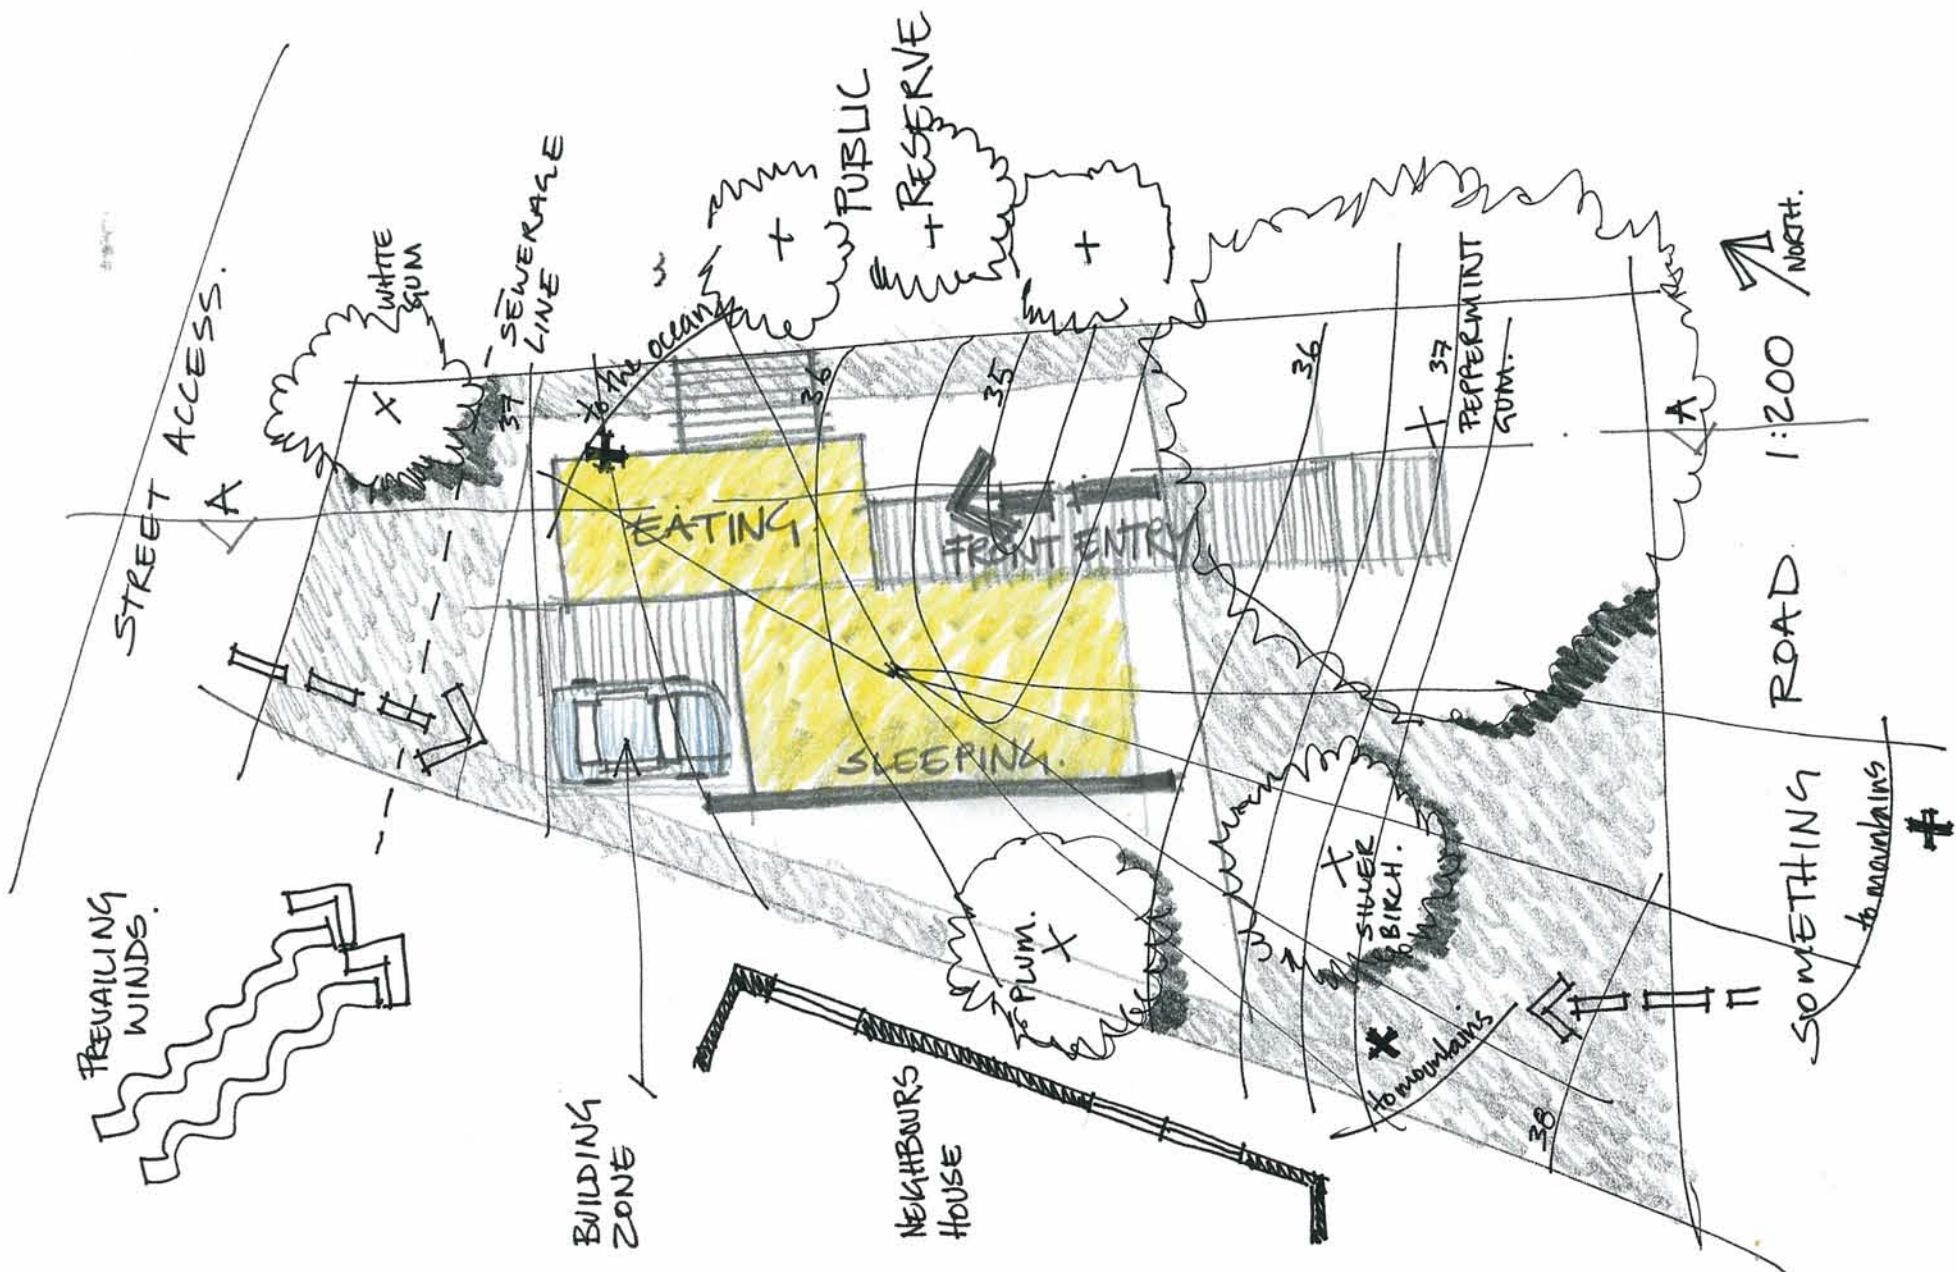 STREET ACCESS.
A
WHITE
GUM
SEWERAGE
LINE
PUBLIC
RESERVE
to the ocean
37
36
35
36
37
PEPPERMINT
GUM.
A
NORTH.
1:200
EATING
FRONT ENTRY
SLEEPING.
PLUM.
SILVER
BIRCH.
to mountains
38
SOMETHING ROAD.
to mountains
PREVAILING
WINDS.
BUILDING
ZONE
NEIGHBOURS
HOUSE